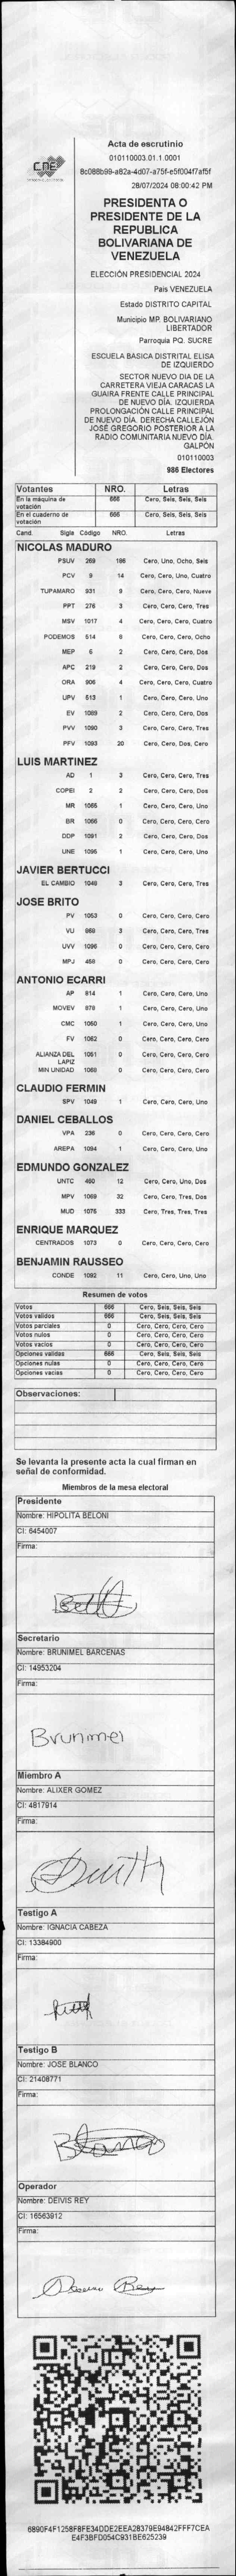 CNE
Acta de escrutinio
010110003.01.1.0001
8c088b99-a82a-4d07-a75f-e5f004f7af5f
28/07/2024 08:00:42 PM
PRESIDENTA O
PRESIDENTE DE LA
REPUBLICA
BOLIVARIANA DE
VENEZUELA
ELECCIÓN PRESIDENCIAL 2024
País VENEZUELA
Estado DISTRITO CAPITAL
Municipio MP. BOLIVARIANO
LIBERTADOR
Parroquia PQ. SUCRE
ESCUELA BASICA DISTRITAL ELISA
DE IZQUIERDO
SECTOR NUEVO DIA DE LA
CARRETERA VIEJA CARACAS LA
GUAIRA FRENTE CALLE PRINCIPAL
DE NUEVO DÍA. IZQUIERDA
PROLONGACIÓN CALLE PRINCIPAL
DE NUEVO DÍA. DERECHA CALLEJÓN
JOSÉ GREGORIO POSTERIOR A LA
RADIO COMUNITARIA NUEVO DÍA.
GALPÓN
010110003
986 Electores
Votantes NRO. Letras
En la máquina de votación 666 Cero, Seis, Seis, Seis
En el cuaderno de votación 666 Cero, Seis, Seis, Seis
Cand. Sigla Código NRO. Letras
NICOLAS MADURO
PSUV 269 186 Cero, Uno, Ocho, Seis
PCV 9 14 Cero, Cero, Uno, Cuatro
TUPAMARO 931 9 Cero, Cero, Cero, Nueve
PPT 276 3 Cero, Cero, Cero, Tres
MSV 1017 4 Cero, Cero, Cero, Cuatro
PODEMOS 514 8 Cero, Cero, Cero, Ocho
MEP 6 2 Cero, Cero, Cero, Dos
APC 219 2 Cero, Cero, Cero, Dos
ORA 906 4 Cero, Cero, Cero, Cuatro
UPV 513 1 Cero, Cero, Cero, Uno
EV 1089 2 Cero, Cero, Cero, Dos
PVV 1090 3 Cero, Cero, Cero, Tres
PFV 1093 20 Cero, Cero, Dos, Cero
LUIS MARTINEZ
AD 1 3 Cero, Cero, Cero, Tres
COPEI 2 2 Cero, Cero, Cero, Dos
MR 1065 1 Cero, Cero, Cero, Uno
BR 1066 0 Cero, Cero, Cero, Cero
DDP 1091 2 Cero, Cero, Cero, Dos
UNE 1095 1 Cero, Cero, Cero, Uno
JAVIER BERTUCCI
EL CAMBIO 1048 3 Cero, Cero, Cero, Tres
JOSE BRITO
PV 1053 0 Cero, Cero, Cero, Cero
VU 968 3 Cero, Cero, Cero, Tres
UVV 1096 0 Cero, Cero, Cero, Cero
MPJ 458 0 Cero, Cero, Cero, Cero
ANTONIO ECARRI
AP 814 1 Cero, Cero, Cero, Uno
MOVEV 878 1 Cero, Cero, Cero, Uno
CMC 1060 1 Cero, Cero, Cero, Uno
FV 1062 0 Cero, Cero, Cero, Cero
ALIANZA DEL LAPIZ 1061 0 Cero, Cero, Cero, Cero
MIN UNIDAD 1068 0 Cero, Cero, Cero, Cero
CLAUDIO FERMIN
SPV 1049 1 Cero, Cero, Cero, Uno
DANIEL CEBALLOS
VPA 236 0 Cero, Cero, Cero, Cero
AREPA 1094 1 Cero, Cero, Cero, Uno
EDMUNDO GONZALEZ
UNTC 460 12 Cero, Cero, Uno, Dos
MPV 1069 32 Cero, Cero, Tres, Dos
MUD 1076 333 Cero, Tres, Tres, Tres
ENRIQUE MARQUEZ
CENTRADOS 1073 0 Cero, Cero, Cero, Cero
BENJAMIN RAUSSEO
CONDE 1092 11 Cero, Cero, Uno, Uno
Resumen de votos
Votos 666 Cero, Seis, Seis, Seis
Votos validos 666 Cero, Seis, Seis, Seis
Votos parciales 0 Cero, Cero, Cero, Cero
Votos nulos 0 Cero, Cero, Cero, Cero
Votos vacios 0 Cero, Cero, Cero, Cero
Opciones validas 666 Cero, Seis, Seis, Seis
Opciones nulas 0 Cero, Cero, Cero, Cero
Opciones vacias 0 Cero, Cero, Cero, Cero
Observaciones:
Se levanta la presente acta la cual firman en
señal de conformidad.
Miembros de la mesa electoral
Presidente
Nombre: HIPOLITA BELONI
CI: 6454007
Firma:
Secretario
Nombre: BRUNIMEL BARCENAS
CI: 14953204
Firma:
Brunimel
Miembro A
Nombre: ALIXER GOMEZ
CI: 4817914
Firma:
Testigo A
Nombre: IGNACIA CABEZA
CI: 13384900
Firma:
Testigo B
Nombre: JOSE BLANCO
CI: 21408771
Firma:
Blanco
Operador
Nombre: DEIVIS REY
CI: 16563912
Firma:
6890F4F1258F8FE34DDE2EEA28379E94842FFF7CEA
E4F3BFD054C931BE625239